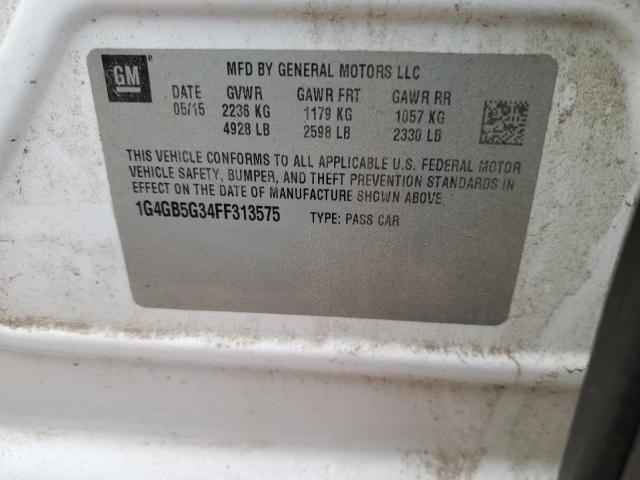 GM
®
MFD BY GENERAL MOTORS LLC
DATE GVWR GAWR FRT GAWR RR
05/15 2236 KG 1179 KG 1057 KG
4928 LB 2598 LB 2330 LB
THIS VEHICLE CONFORMS TO ALL APPLICABLE U.S. FEDERAL MOTOR
VEHICLE SAFETY, BUMPER, AND THEFT PREVENTION STANDARDS IN
EFFECT ON THE DATE OF MANUFACTURE SHOWN ABOVE.
1G4GB5G34FF313575 TYPE: PASS CAR